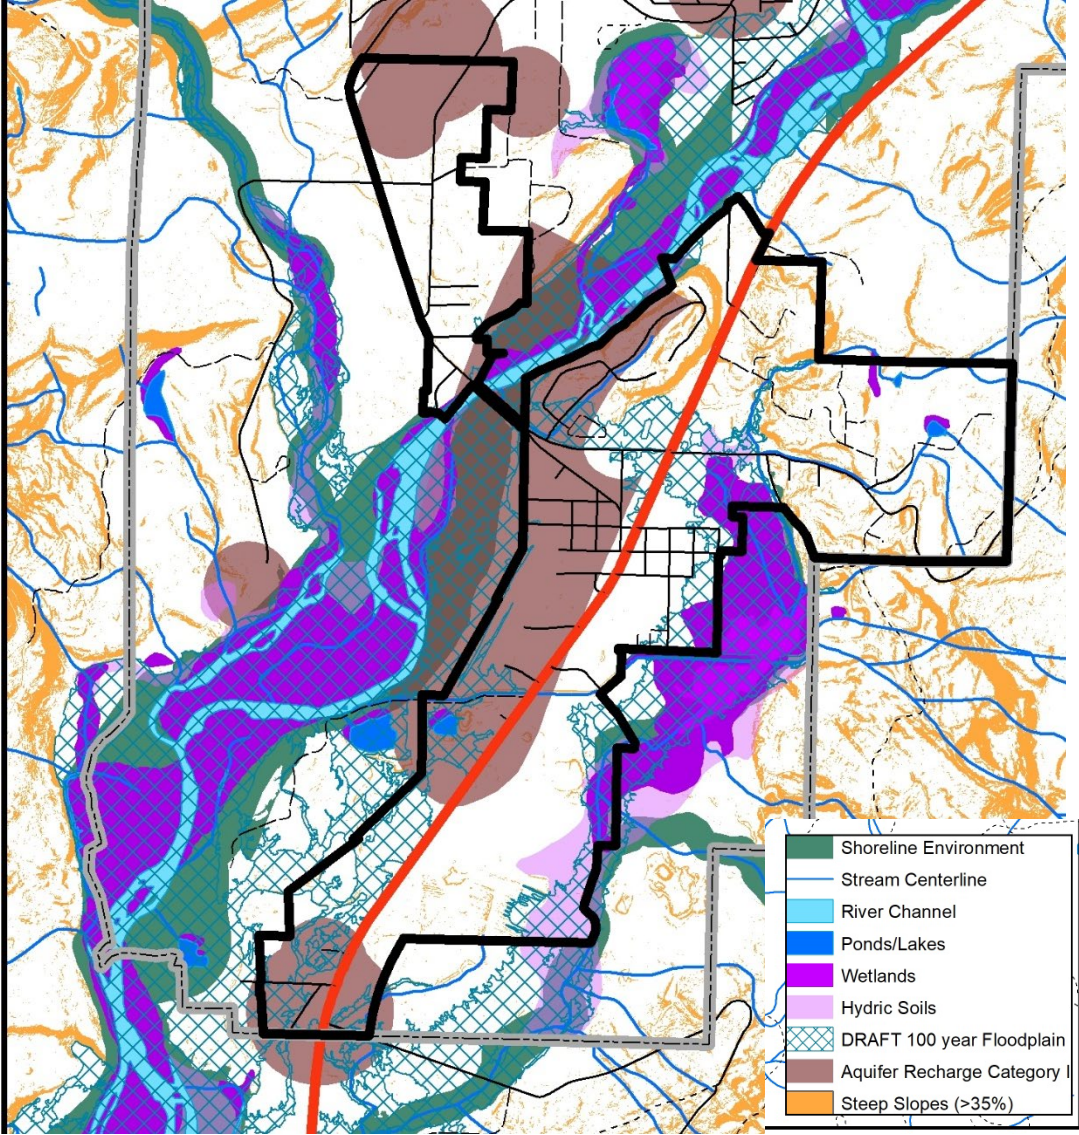 Shoreline Environment
Stream Centerline
River Channel
Ponds/Lakes
Wetlands
Hydric Soils
DRAFT 100 year Floodplain
Aquifer Recharge Category I
Steep Slopes (>35%)